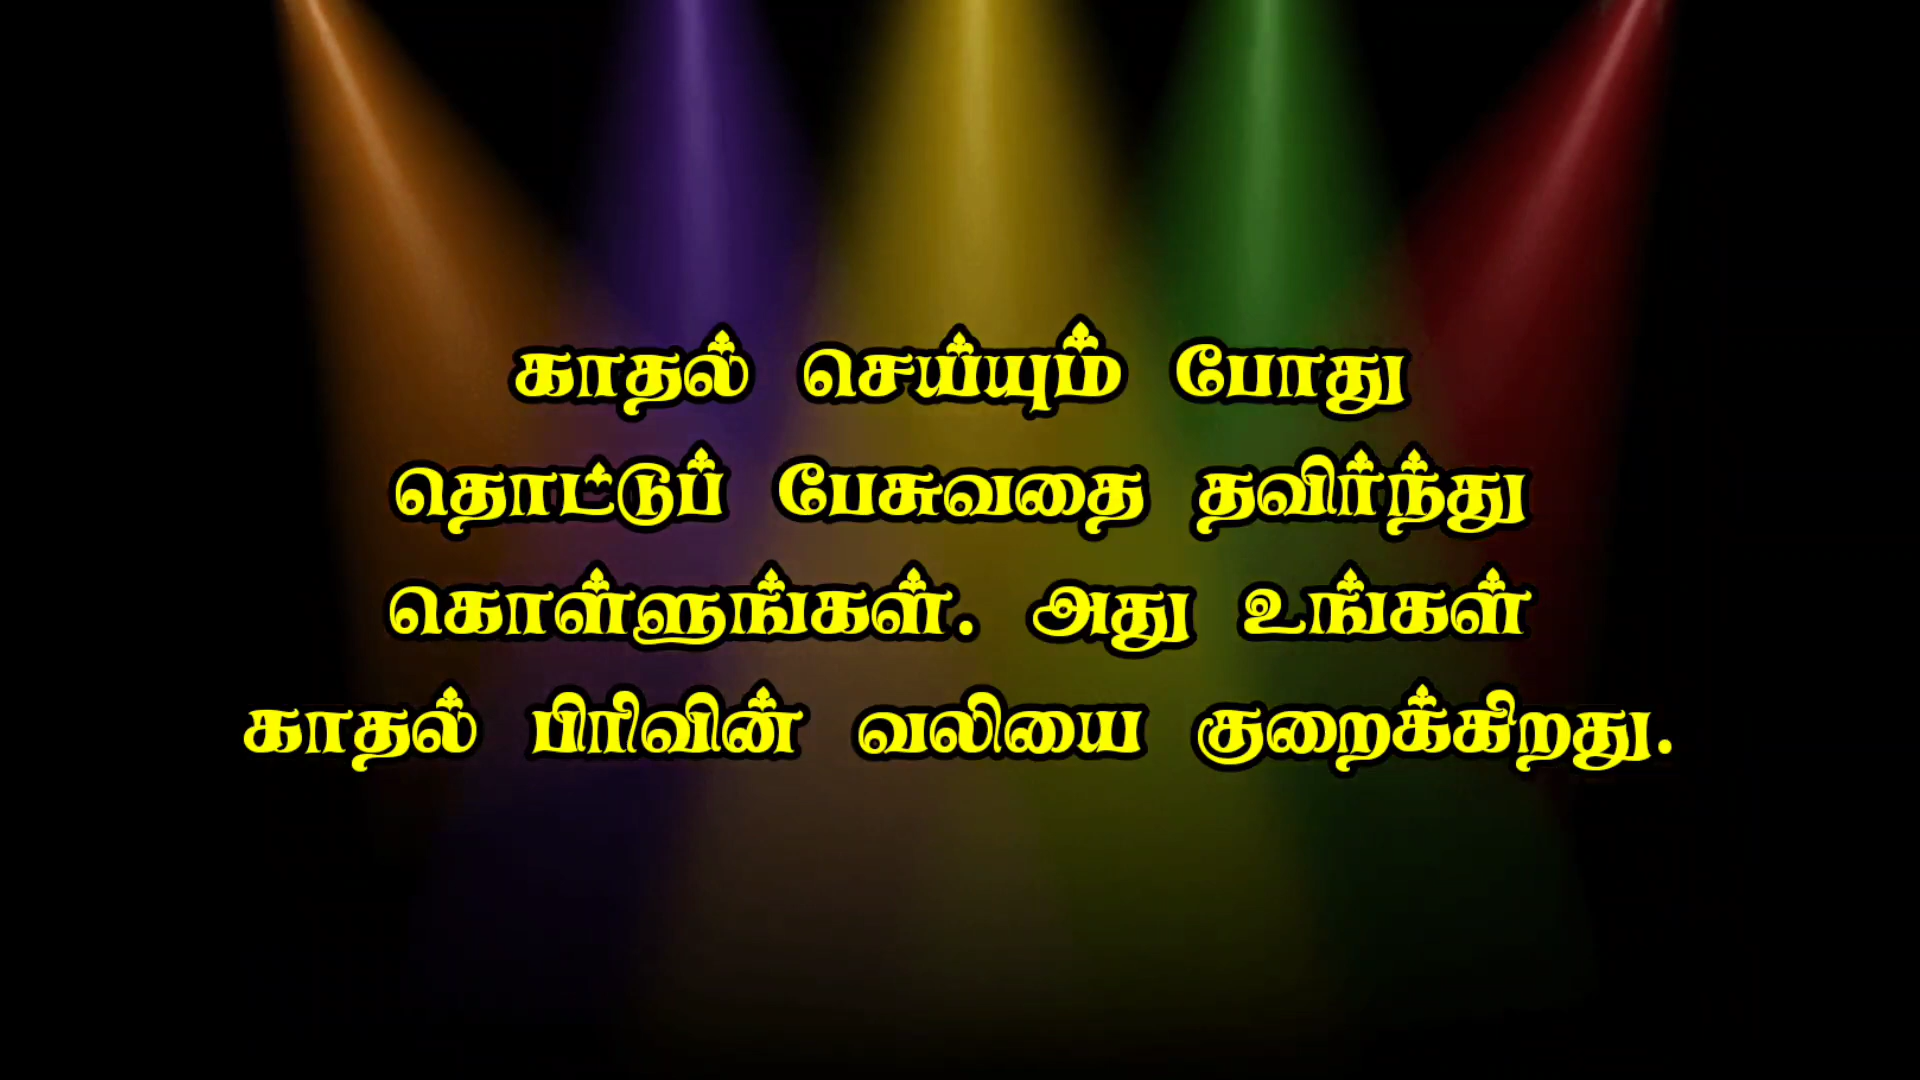 காதல் செய்யும் போது
தொட்டுப் பேசுவதை தவிர்ந்து
கொள்ளுங்கள். அது உங்கள்
காதல் பிரிவின் வலியை குறைக்கிறது.